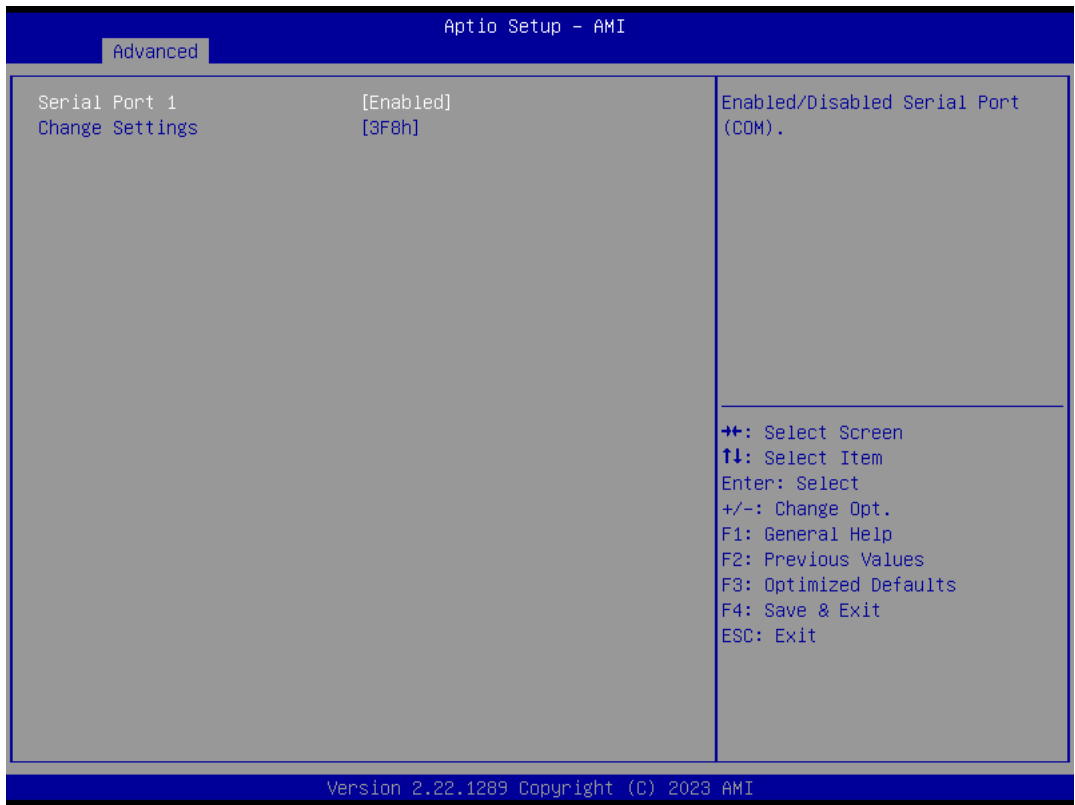 Aptio Setup – AMI
Advanced
Serial Port 1 [Enabled]
Change Settings [3F8h]
Enabled/Disabled Serial Port
(COM).
→←: Select Screen
↑↓: Select Item
Enter: Select
+/-: Change Opt.
F1: General Help
F2: Previous Values
F3: Optimized Defaults
F4: Save & Exit
ESC: Exit
Version 2.22.1289 Copyright (C) 2023 AMI